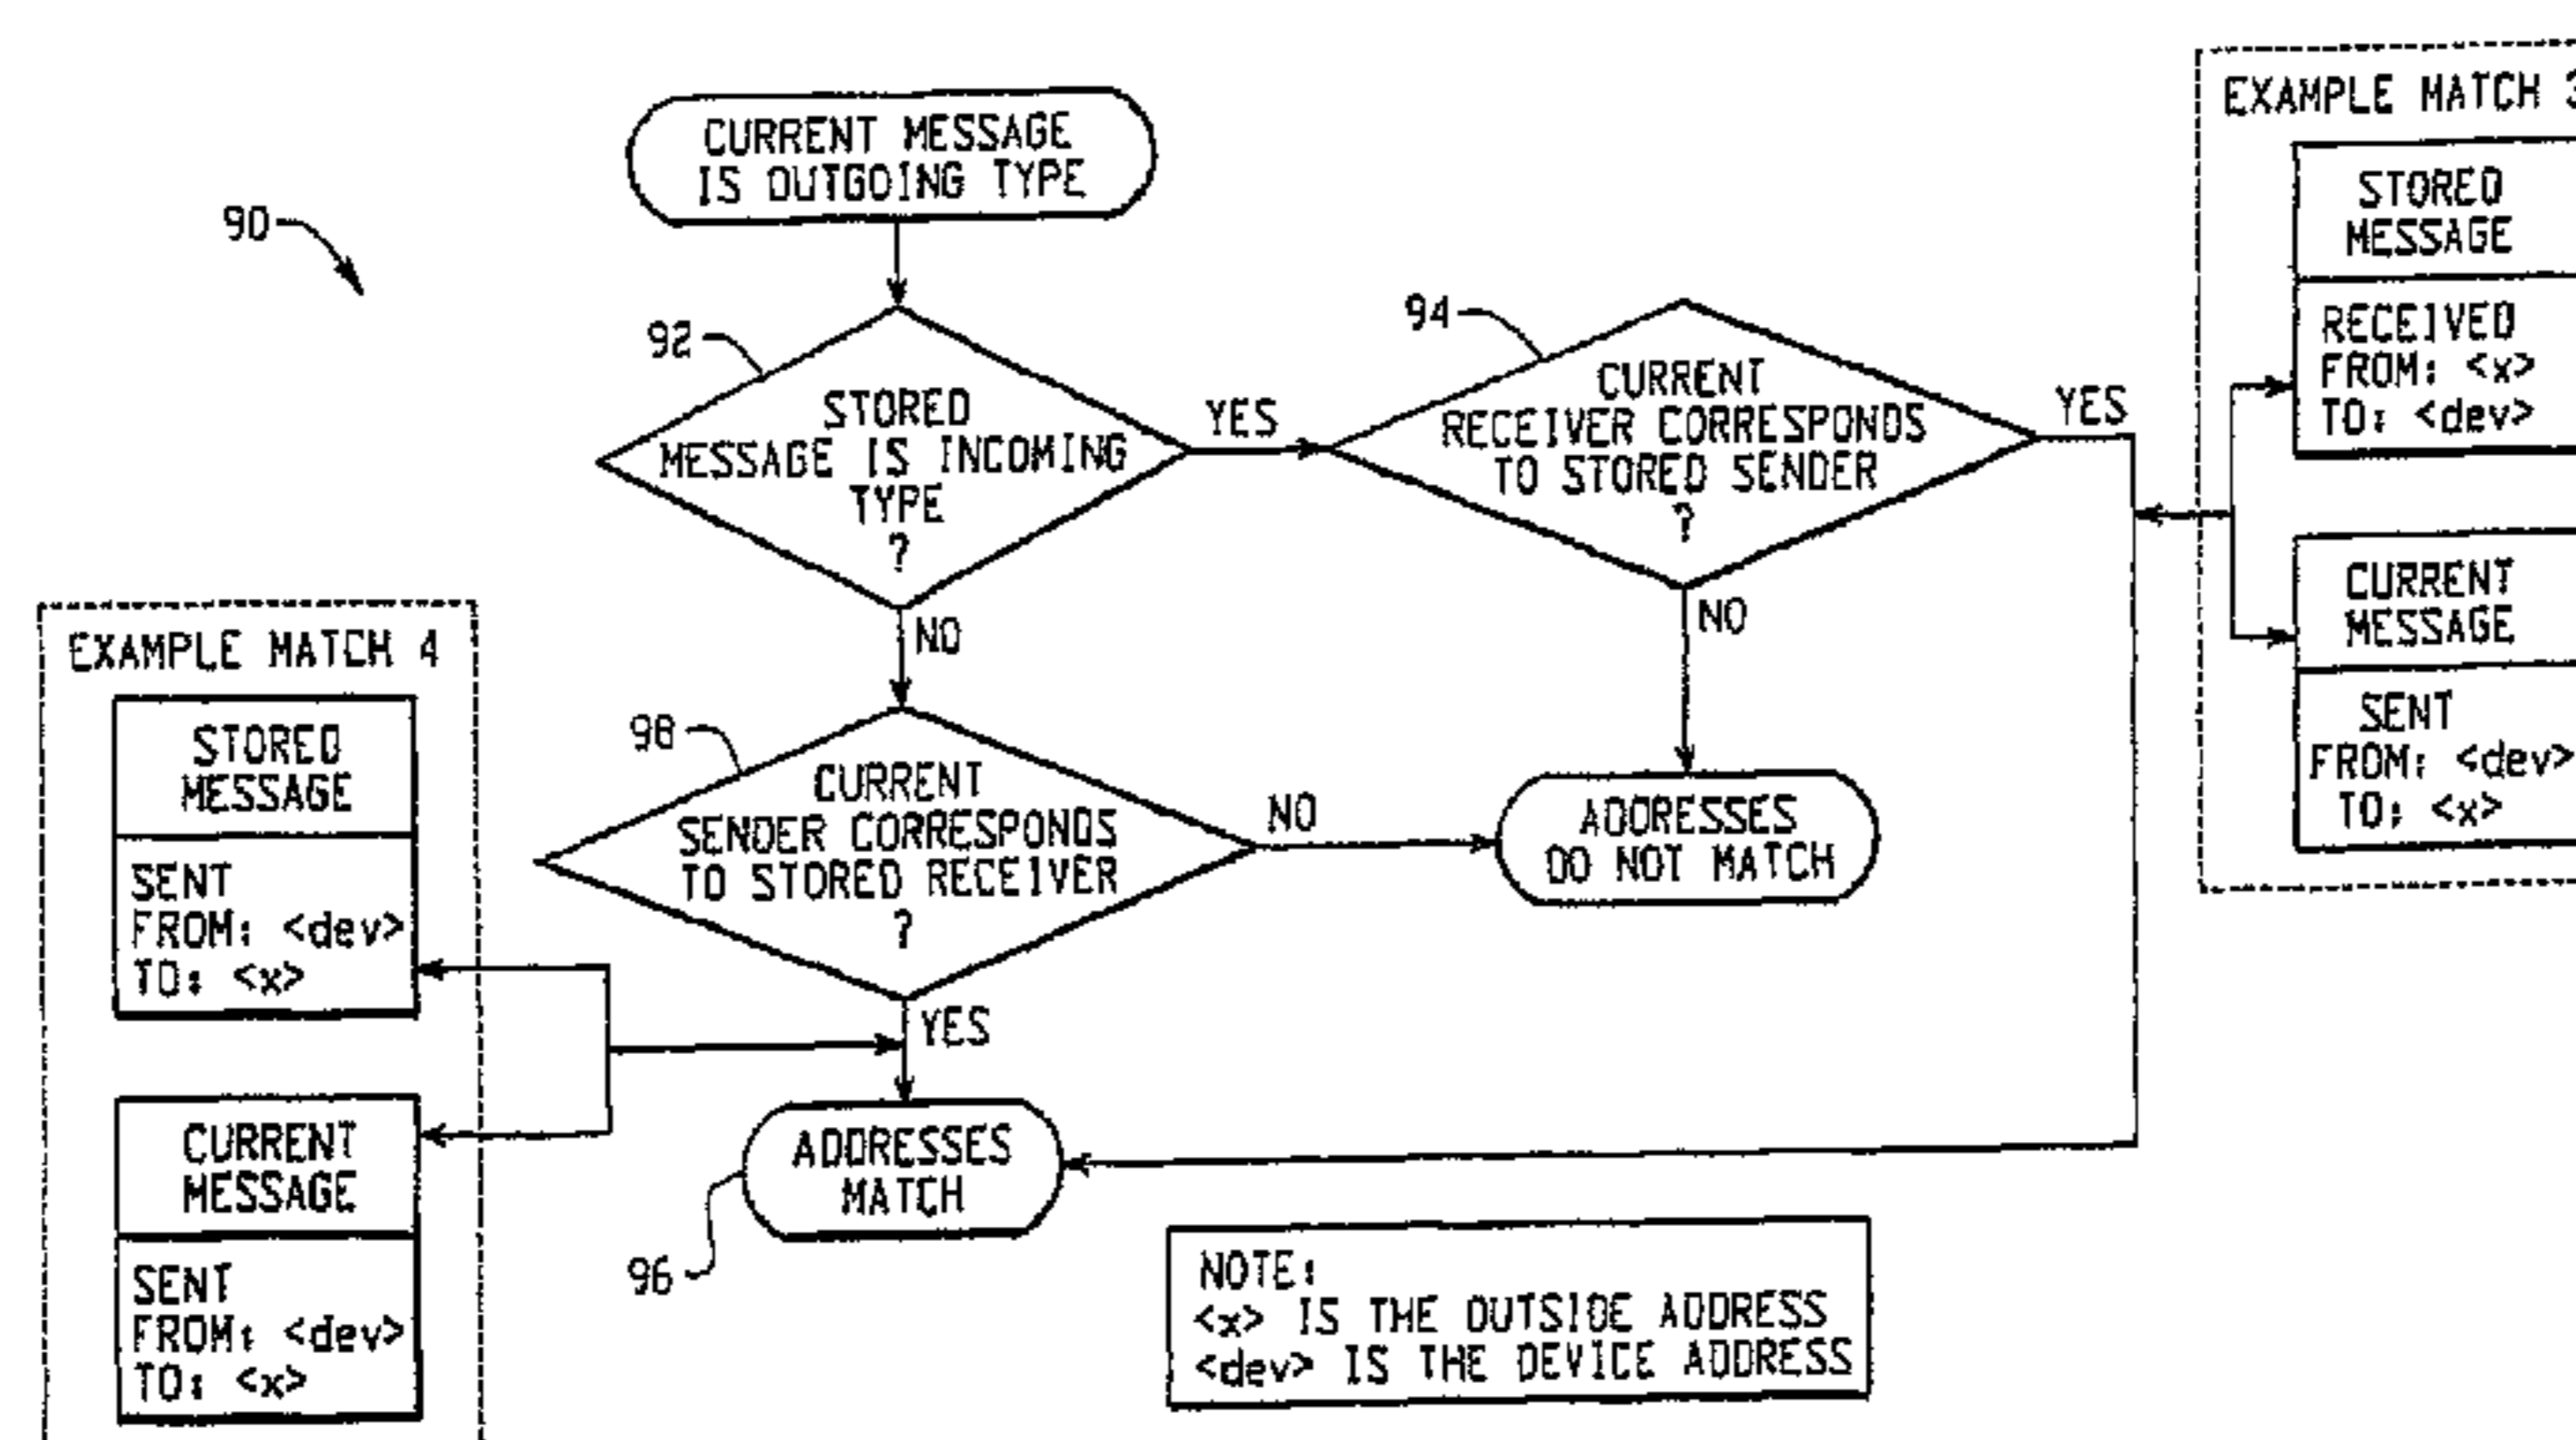 CURRENT MESSAGE
IS OUTGOING TYPE
90
92
STORED
MESSAGE IS INCOMING
TYPE
?
YES
NO
94
CURRENT
RECEIVER CORRESPONDS
TO STORED SENDER
?
YES
NO
EXAMPLE MATCH 3
STORED
MESSAGE
RECEIVED
FROM: <x>
TO: <dev>
CURRENT
MESSAGE
SENT
FROM: <dev>
TO: <x>
98
CURRENT
SENDER CORRESPONDS
TO STORED RECEIVER
?
NO
YES
ADDRESSES
DO NOT MATCH
EXAMPLE MATCH 4
STORED
MESSAGE
SENT
FROM: <dev>
TO: <x>
CURRENT
MESSAGE
SENT
FROM: <dev>
TO: <x>
ADDRESSES
MATCH
96
NOTE:
<x> IS THE OUTSIDE ADDRESS
<dev> IS THE DEVICE ADDRESS